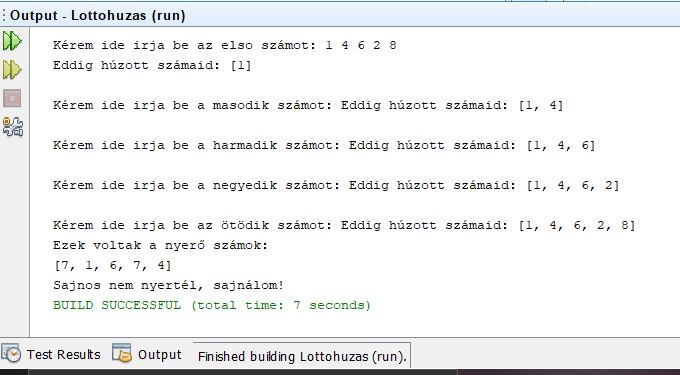 Output - Lottohuzas (run)
Kérem ide irja be az elso számot: 1 4 6 2 8
Eddig húzott számaid: [1]
Kérem ide irja be a masodik számot: Eddig húzott számaid: [1, 4]
Kérem ide irja be a harmadik számot: Eddig húzott számaid: [1, 4, 6]
Kérem ide irja be a negyedik számot: Eddig húzott számaid: [1, 4, 6, 2]
Kérem ide irja be az ötödik számot: Eddig húzott számaid: [1, 4, 6, 2, 8]
Ezek voltak a nyerő számok:
[7, 1, 6, 7, 4]
Sajnos nem nyertél, sajnálom!
BUILD SUCCESSFUL (total time: 7 seconds)
Test Results Output Finished building Lottohuzas (run).